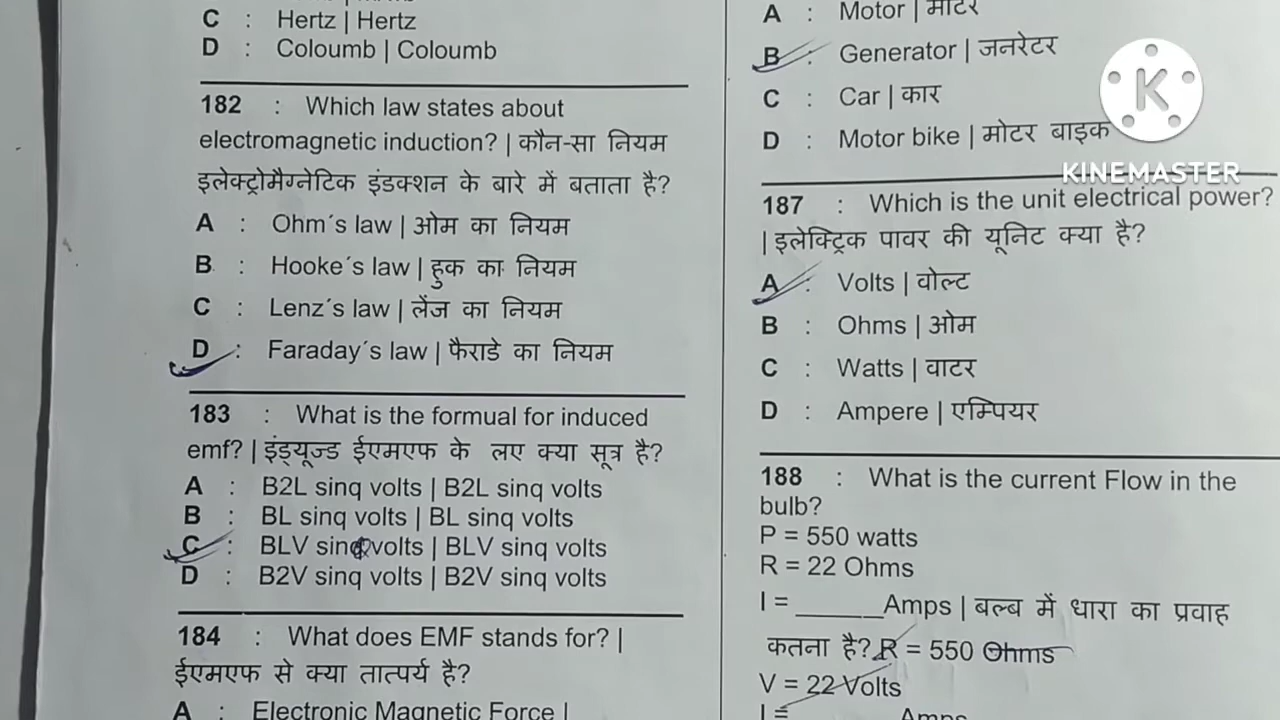 C : Hertz | Hertz
D : Coloumb | Coloumb
182 : Which law states about
electromagnetic induction? | कौन-सा नियम
इलेक्ट्रोमैग्नेटिक इंडक्शन के बारे में बताता है?
A : Ohm´s law | ओम का नियम
B : Hooke´s law | हुक का नियम
C : Lenz´s law | लेंज का नियम
D : Faraday´s law | फैराडे का नियम
183 : What is the formual for induced
emf? | इंड्यूज्ड ईएमएफ के लए क्या सूत्र है?
A : B2L sinq volts | B2L sinq volts
B : BL sinq volts | BL sinq volts
C : BLV sinq volts | BLV sinq volts
D : B2V sinq volts | B2V sinq volts
184 : What does EMF stands for? |
ईएमएफ से क्या तात्पर्य है?
A : Electronic Magnetic Force |
A : Motor | मोटर
B : Generator | जनरेटर
C : Car | कार
D : Motor bike | मोटर बाइक
K
KINEMASTER
187 : Which is the unit electrical power?
| इलेक्ट्रिक पावर की यूनिट क्या है?
A : Volts | वोल्ट
B : Ohms | ओम
C : Watts | वाटर
D : Ampere | एम्पियर
188 : What is the current Flow in the
bulb?
P = 550 watts
R = 22 Ohms
I = ______Amps | बल्ब में धारा का प्रवाह
कतना है? R = 550 Ohms
V = 22 Volts
I = ______ Amps